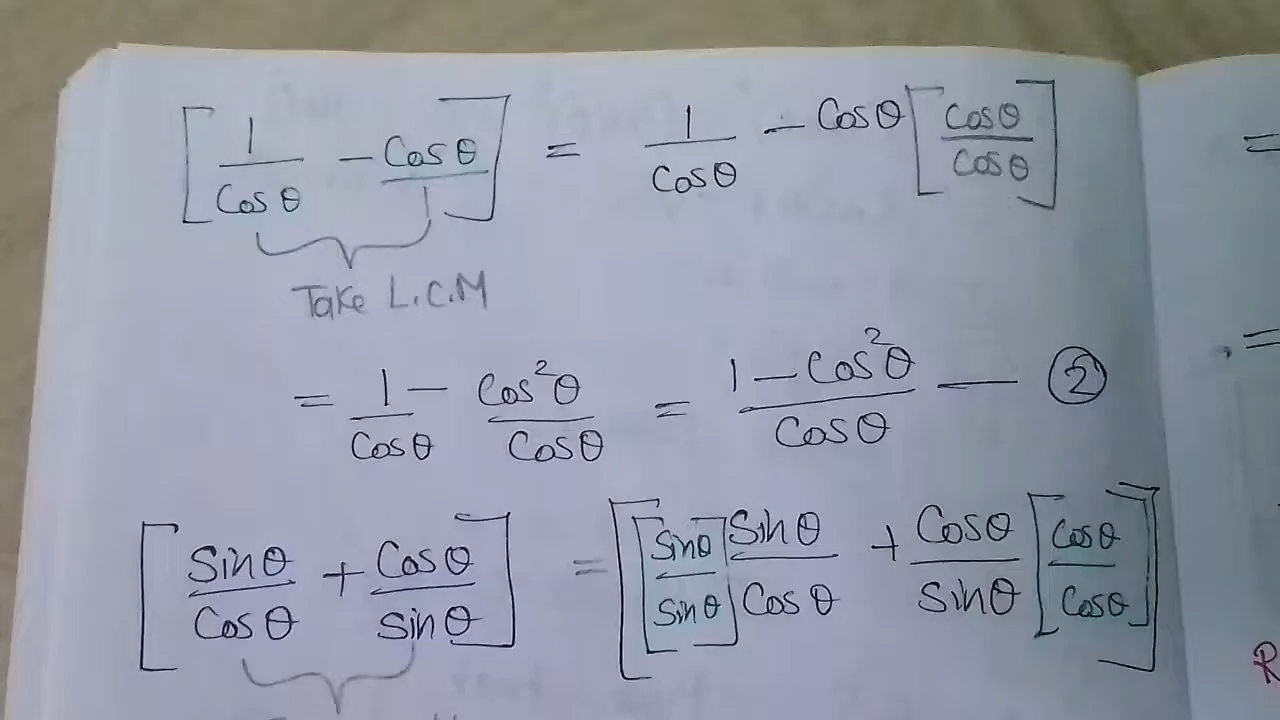 [1/Cosθ − Cosθ/1] = 1/Cosθ − Cosθ[Cosθ/Cosθ]
Take L.C.M
= 1/Cosθ − Cos²θ/Cosθ = (1−Cos²θ)/Cosθ — ②
[Sinθ/Cosθ + Cosθ/Sinθ] = [[Sinθ/Sinθ] Sinθ/Cosθ + Cosθ/Sinθ [Cosθ/Cosθ]]
=
=
R